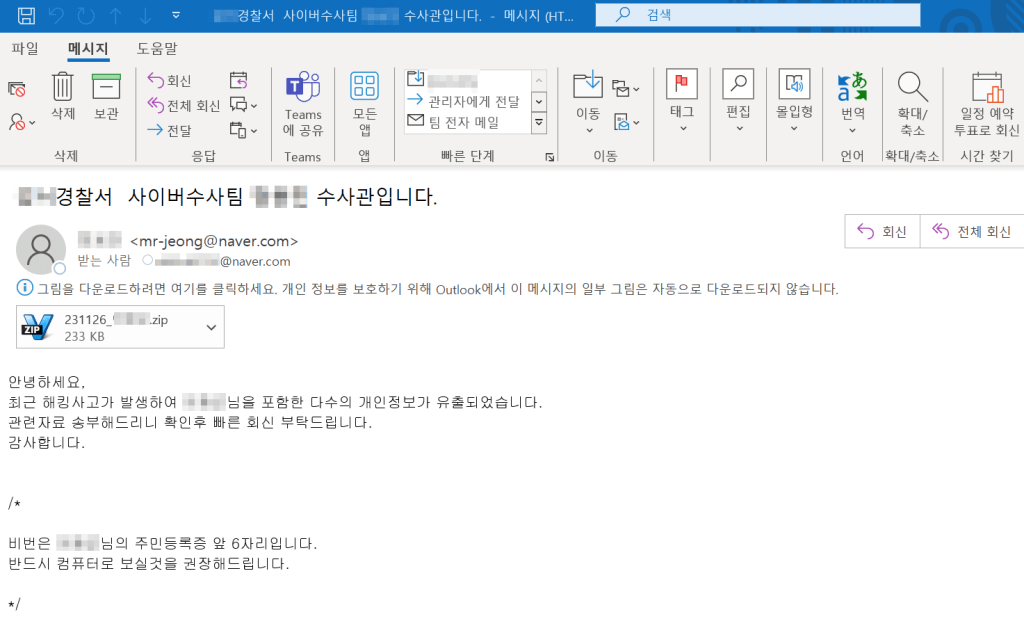 경찰서 사이버수사팀 수사관입니다. - 메시지 (HT...
검색
파일 메시지 도움말
삭제
보관
삭제
회신
전체 회신
전달
응답
Teams
에 공유
Teams
모든
앱
앱
관리자에게 전달
팀 전자 메일
빠른 단계
이동
이동
태그
편집
몰입형
번역
언어
확대/
축소
확대/축소
일정 예약
투표로 회신
시간 찾기
경찰서 사이버수사팀 수사관입니다.
<mr-jeong@naver.com>
받는 사람 @naver.com
회신 전체 회신
그림을 다운로드하려면 여기를 클릭하세요. 개인 정보를 보호하기 위해 Outlook에서 이 메시지의 일부 그림은 자동으로 다운로드되지 않습니다.
ZIP
231126_ .zip
233 KB
안녕하세요,
최근 해킹사고가 발생하여 님을 포함한 다수의 개인정보가 유출되었습니다.
관련자료 송부해드리니 확인후 빠른 회신 부탁드립니다.
감사합니다.
/*
비번은 님의 주민등록증 앞 6자리입니다.
반드시 컴퓨터로 보실것을 권장해드립니다.
*/